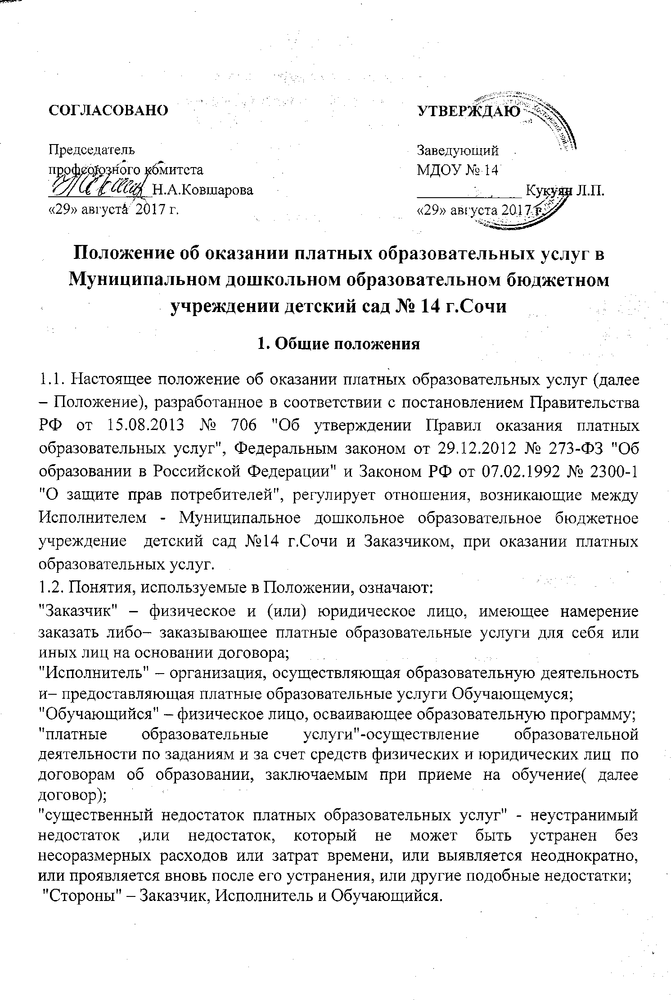 СОГЛАСОВАНО
Председатель
профсоюзного комитета
Н.А.Ковшарова
«29» августа 2017 г.
УТВЕРЖДАЮ
Заведующий
МДОУ № 14
Кукуян Л.П.
«29» августа 2017 г.
Положение об оказании платных образовательных услуг в
Муниципальном дошкольном образовательном бюджетном
учреждении детский сад № 14 г.Сочи
1. Общие положения
1.1. Настоящее положение об оказании платных образовательных услуг (далее
– Положение), разработанное в соответствии с постановлением Правительства
РФ от 15.08.2013 № 706 "Об утверждении Правил оказания платных
образовательных услуг", Федеральным законом от 29.12.2012 № 273-ФЗ "Об
образовании в Российской Федерации" и Законом РФ от 07.02.1992 № 2300-1
"О защите прав потребителей", регулирует отношения, возникающие между
Исполнителем - Муниципальное дошкольное образовательное бюджетное
учреждение детский сад №14 г.Сочи и Заказчиком, при оказании платных
образовательных услуг.
1.2. Понятия, используемые в Положении, означают:
"Заказчик" – физическое и (или) юридическое лицо, имеющее намерение
заказать либо– заказывающее платные образовательные услуги для себя или
иных лиц на основании договора;
"Исполнитель" – организация, осуществляющая образовательную деятельность
и– предоставляющая платные образовательные услуги Обучающемуся;
"Обучающийся" – физическое лицо, осваивающее образовательную программу;
"платные образовательные услуги"-осуществление образовательной
деятельности по заданиям и за счет средств физических и юридических лиц по
договорам об образовании, заключаемым при приеме на обучение( далее
договор);
"существенный недостаток платных образовательных услуг" - неустранимый
недостаток ,или недостаток, который не может быть устранен без
несоразмерных расходов или затрат времени, или выявляется неоднократно,
или проявляется вновь после его устранения, или другие подобные недостатки;
"Стороны" – Заказчик, Исполнитель и Обучающийся.